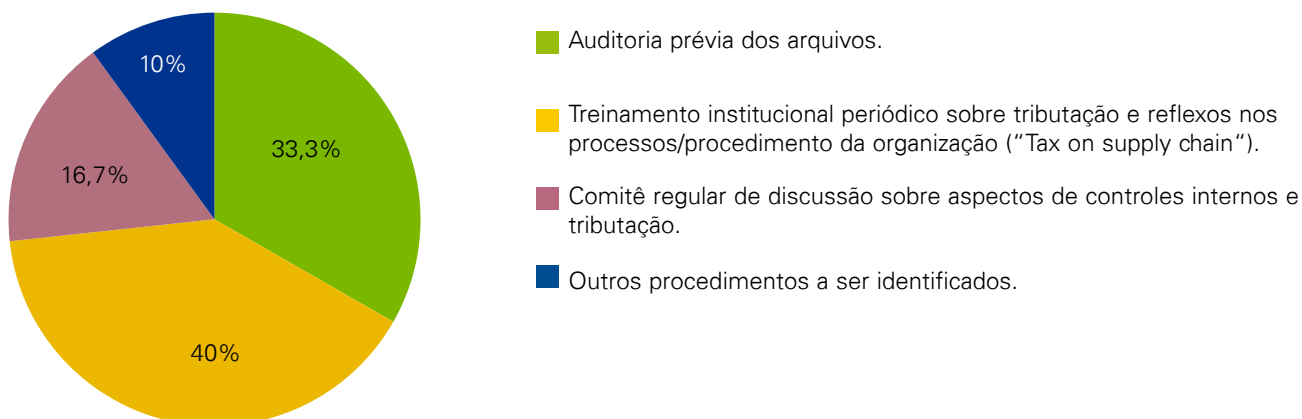 10%
33,3%
16,7%
40%
Auditoria prévia dos arquivos.
Treinamento institucional periódico sobre tributação e reflexos nos
processos/procedimento da organização (“Tax on supply chain“).
Comitê regular de discussão sobre aspectos de controles internos e
tributação.
Outros procedimentos a ser identificados.